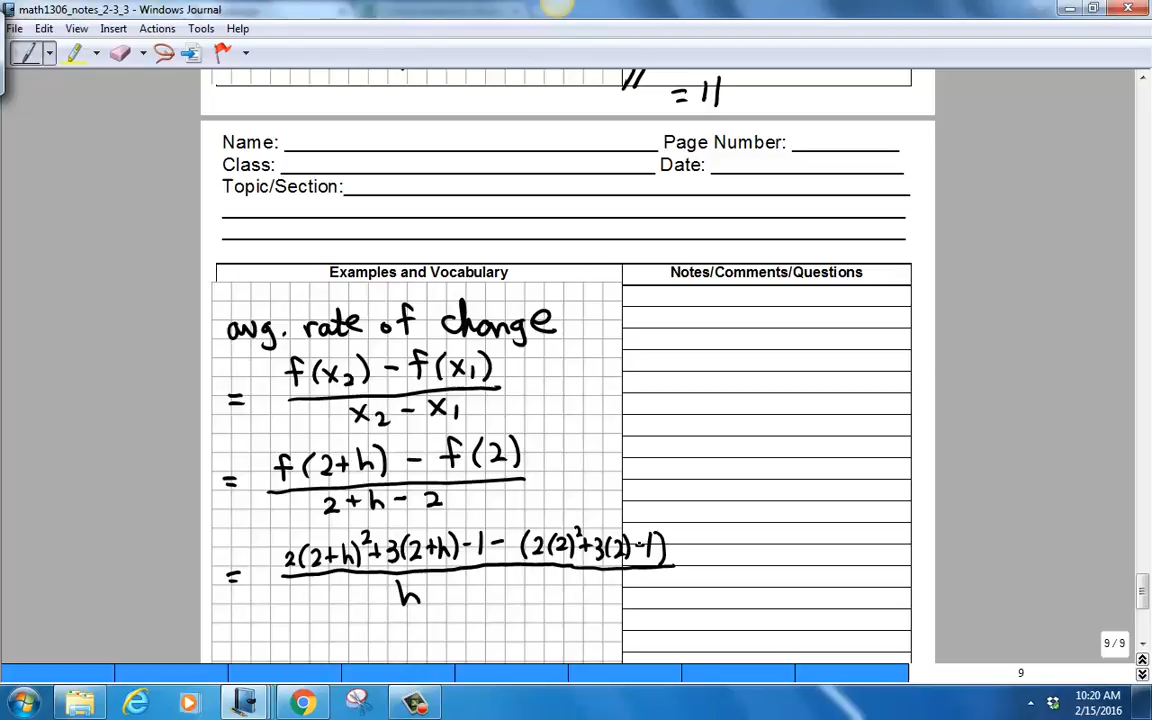 math1306_notes_2-3_3 - Windows Journal
File Edit View Insert Actions Tools Help
= 11
Name: Page Number:
Class: Date:
Topic/Section:
Examples and Vocabulary Notes/Comments/Questions
avg. rate of change
= f(x₂) - f(x₁)
x₂ - x₁
= f(2+h) - f(2)
2+h-2
= 2(2+h)²+3(2+h)-1-(2(2)²+3(2)-1)
h
9/9
9
10:20 AM
2/15/2016